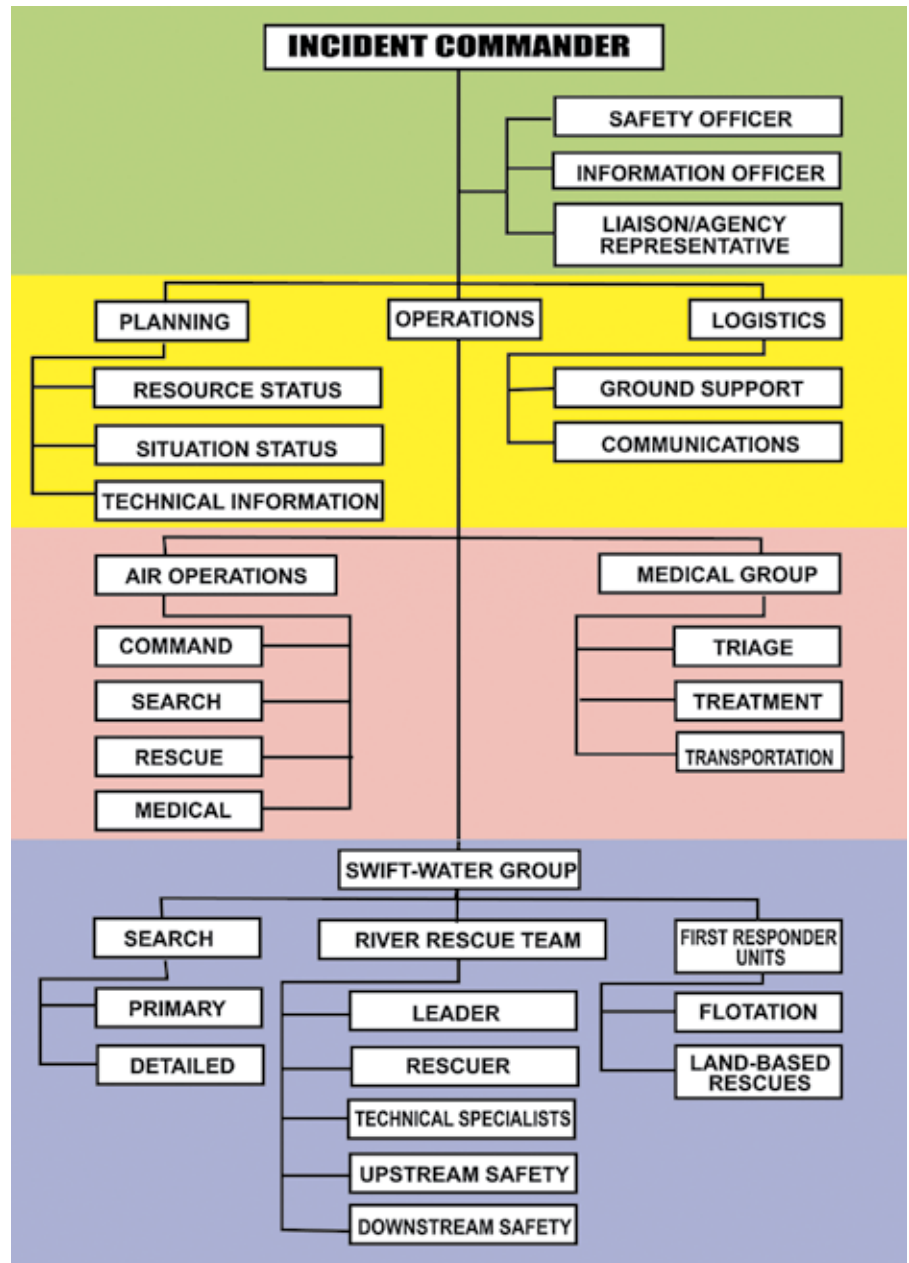 INCIDENT COMMANDER
SAFETY OFFICER
INFORMATION OFFICER
LIAISON/AGENCY
REPRESENTATIVE
PLANNING
OPERATIONS
LOGISTICS
RESOURCE STATUS
SITUATION STATUS
TECHNICAL INFORMATION
GROUND SUPPORT
COMMUNICATIONS
AIR OPERATIONS
COMMAND
SEARCH
RESCUE
MEDICAL
MEDICAL GROUP
TRIAGE
TREATMENT
TRANSPORTATION
SWIFT-WATER GROUP
SEARCH
PRIMARY
DETAILED
RIVER RESCUE TEAM
LEADER
RESCUER
TECHNICAL SPECIALISTS
UPSTREAM SAFETY
DOWNSTREAM SAFETY
FIRST RESPONDER
UNITS
FLOTATION
LAND-BASED
RESCUES